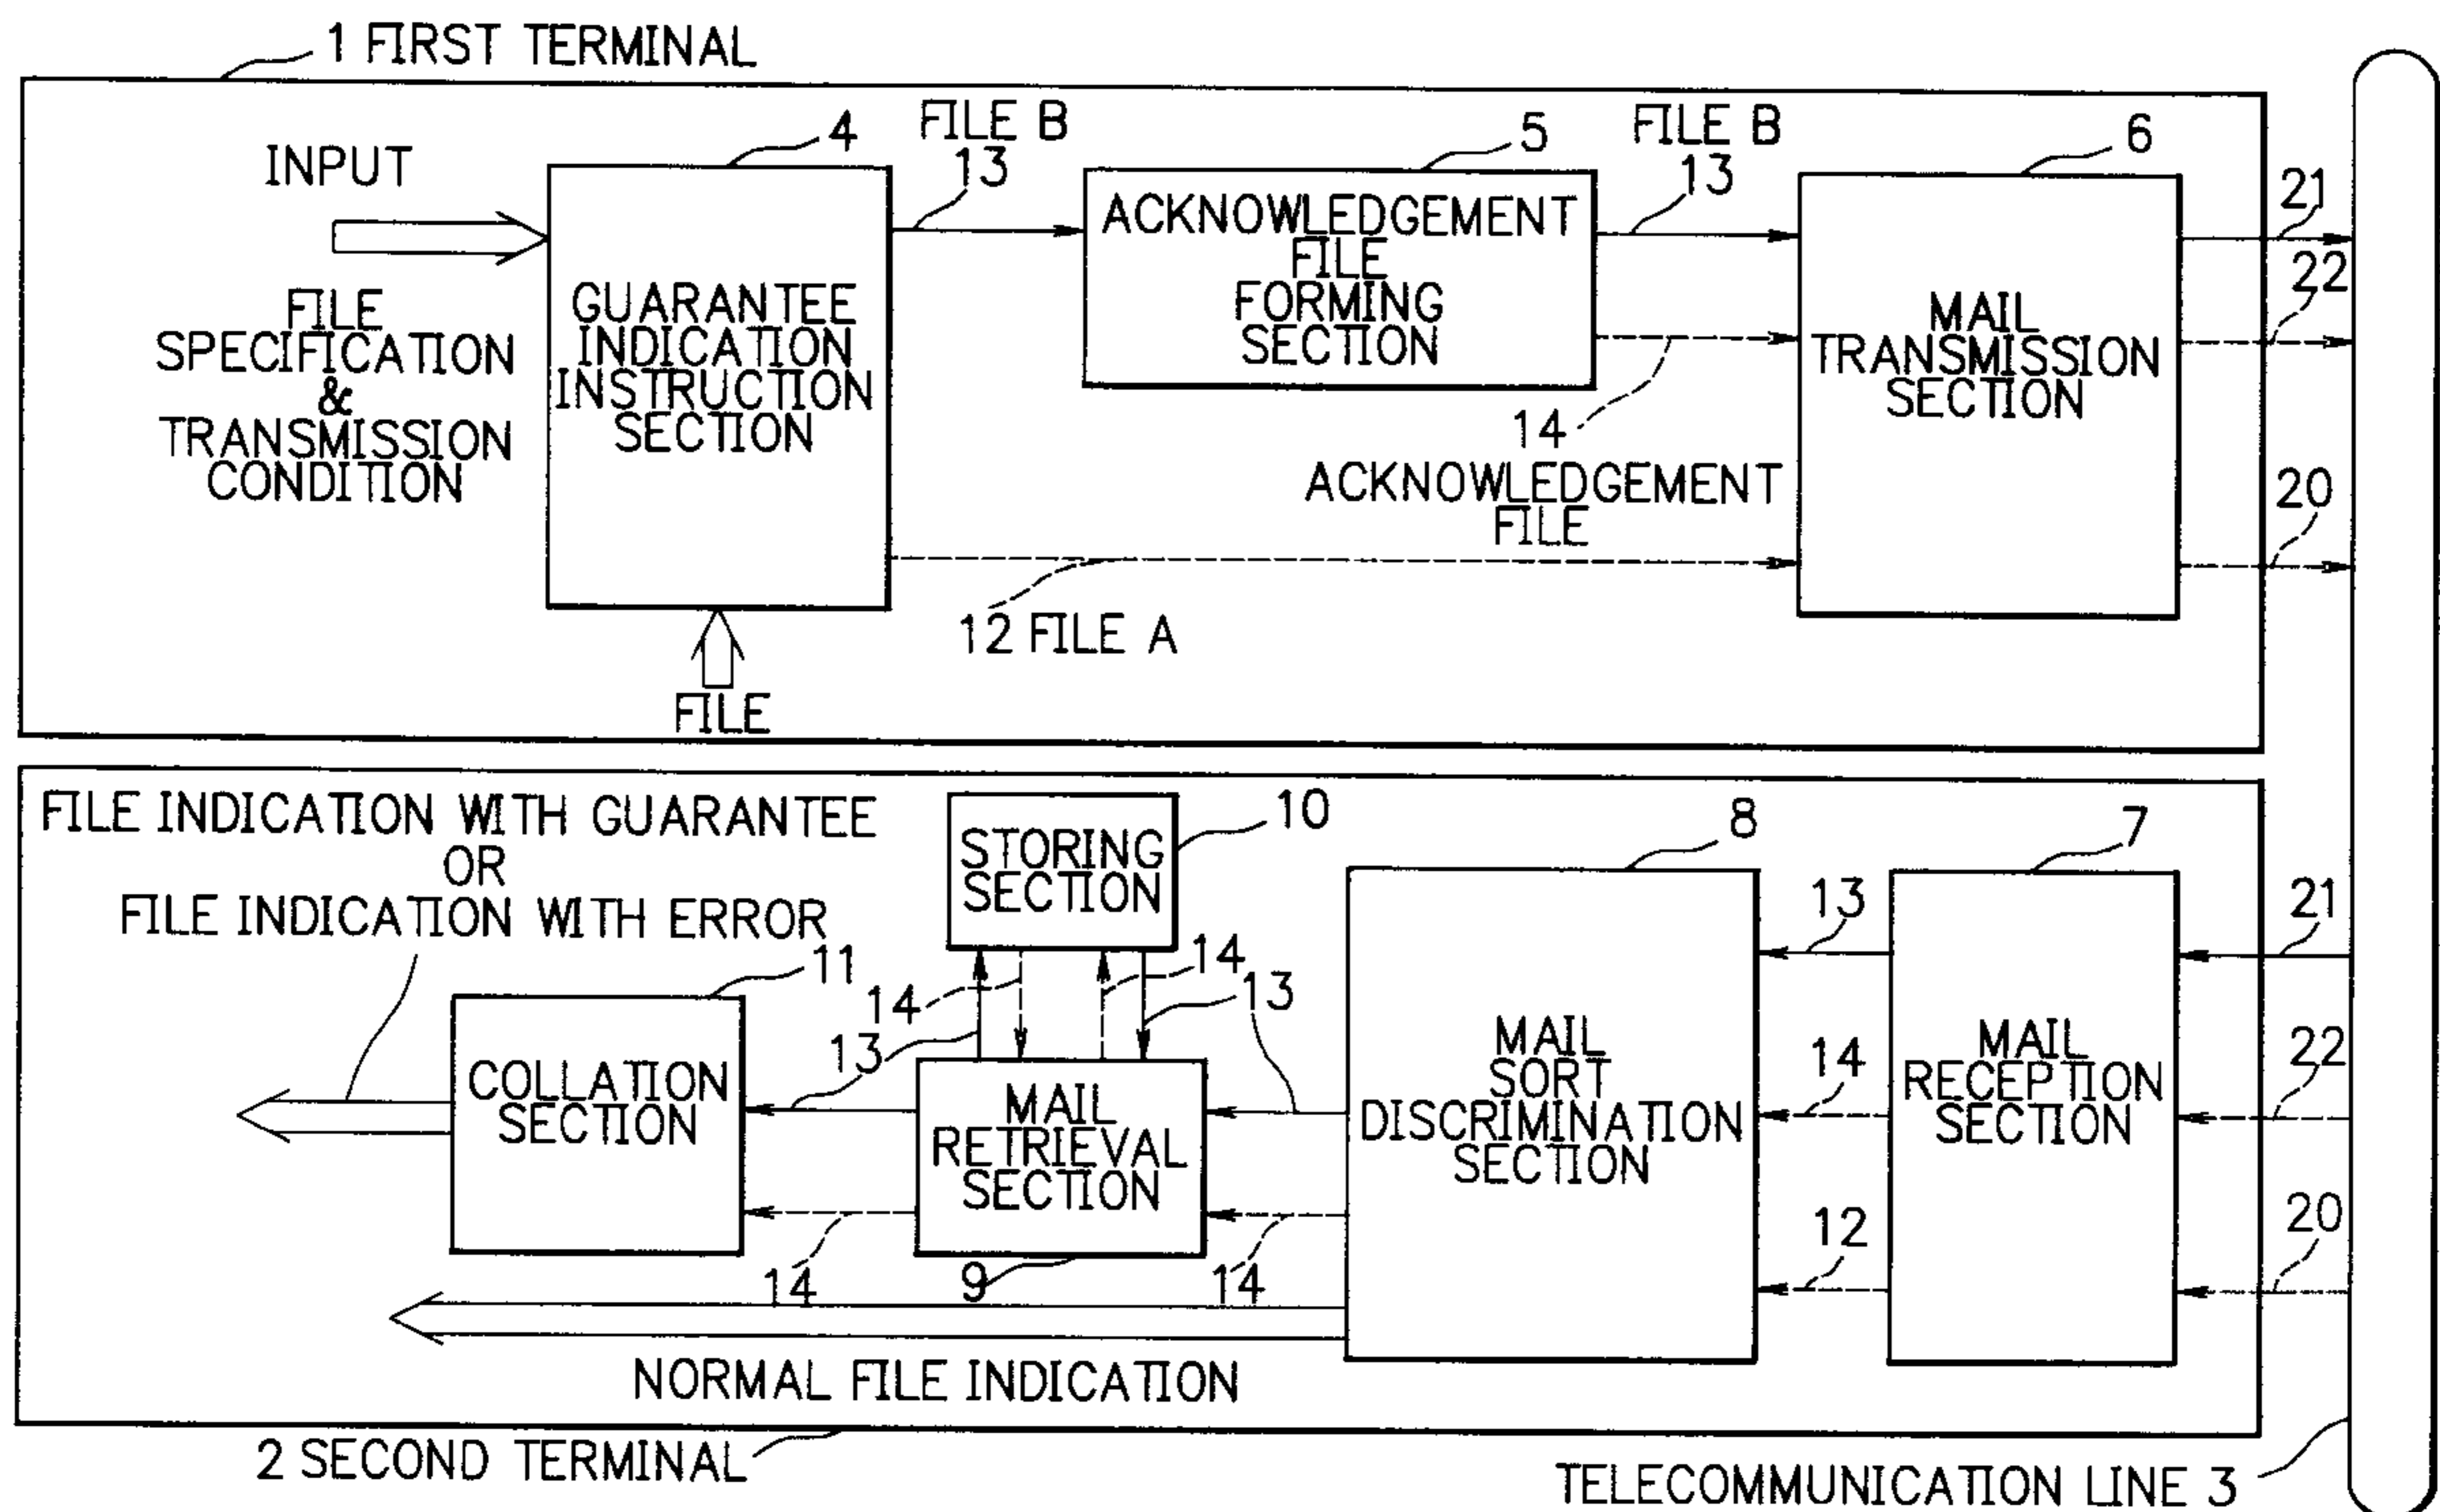 1 FIRST TERMINAL
INPUT
FILE
SPECIFICATION
&
TRANSMISSION
CONDITION
4
GUARANTEE
INDICATION
INSTRUCTION
SECTION
FILE
FILE B
13
5
ACKNOWLEDGEMENT
FILE
FORMING
SECTION
FILE B
13
14
ACKNOWLEDGEMENT
FILE
12 FILE A
6
MAIL
TRANSMISSION
SECTION
21
22
20
FILE INDICATION WITH GUARANTEE
OR
FILE INDICATION WITH ERROR
11
COLLATION
SECTION
10
STORING
SECTION
14
13
14
13
MAIL
RETRIEVAL
SECTION
9
14
14
8
MAIL
SORT
DISCRIMINATION
SECTION
13
14
12
7
MAIL
RECEPTION
SECTION
21
22
20
NORMAL FILE INDICATION
2 SECOND TERMINAL
TELECOMMUNICATION LINE 3